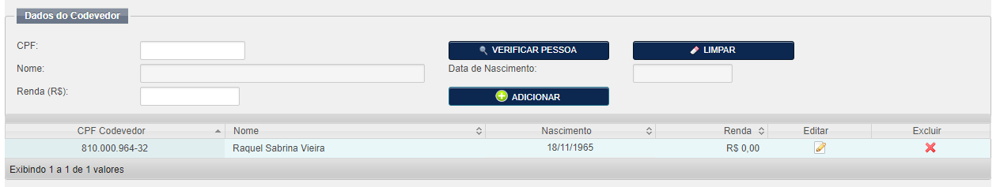 Dados do Codevedor
CPF:
VERIFICAR PESSOA
LIMPAR
Nome:
Data de Nascimento:
Renda (R$):
ADICIONAR
CPF Codevedor Nome Nascimento Renda Editar Excluir
810.000.964-32 Raquel Sabrina Vieira 18/11/1965 R$ 0,00
Exibindo 1 a 1 de 1 valores